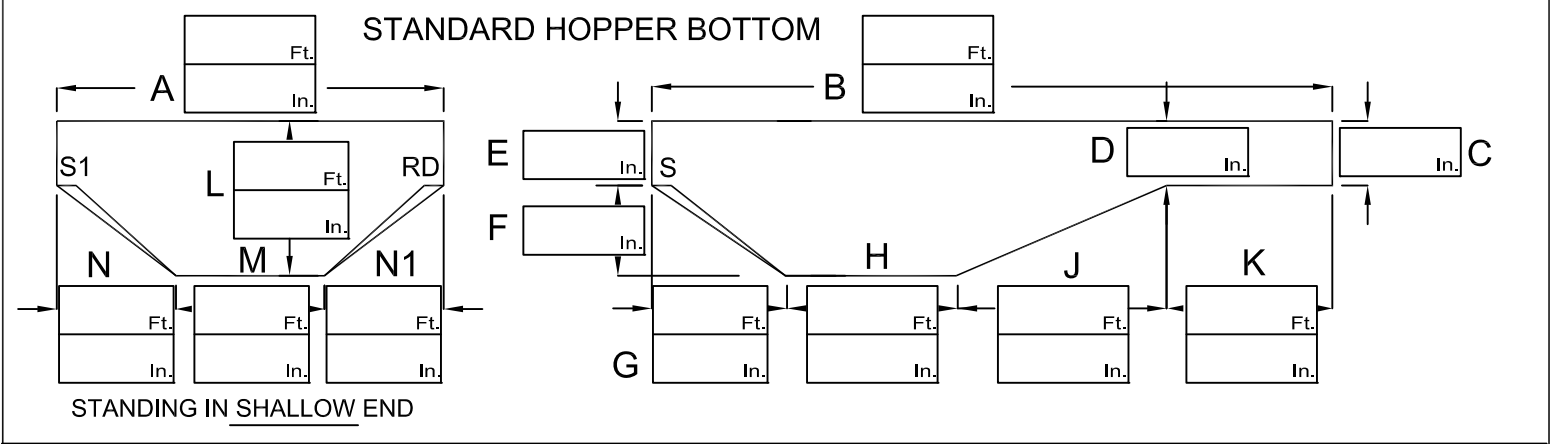 STANDARD HOPPER BOTTOM
A
Ft.
In.
B
Ft.
In.
S1
RD
L
Ft.
In.
E
In.
S
D
In.
In.
C
F
In.
N
M
N1
H
J
K
Ft.
In.
Ft.
In.
Ft.
In.
G
Ft.
In.
Ft.
In.
Ft.
In.
Ft.
In.
STANDING IN SHALLOW END